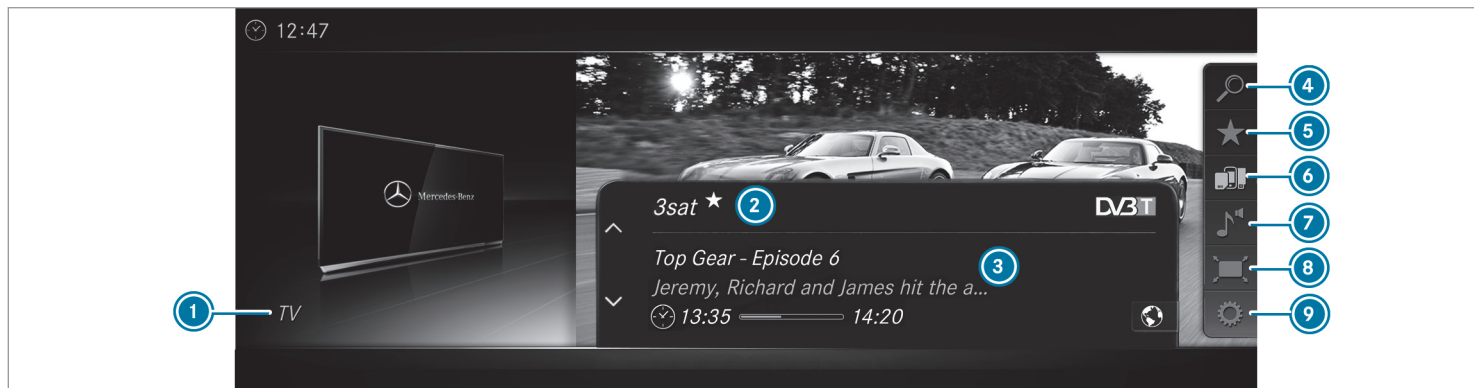 12:47
Mercedes-Benz
TV
3sat
DVB T
Top Gear - Episode 6
Jeremy, Richard and James hit the a...
13:35 14:20
1
2
3
4
5
6
7
8
9